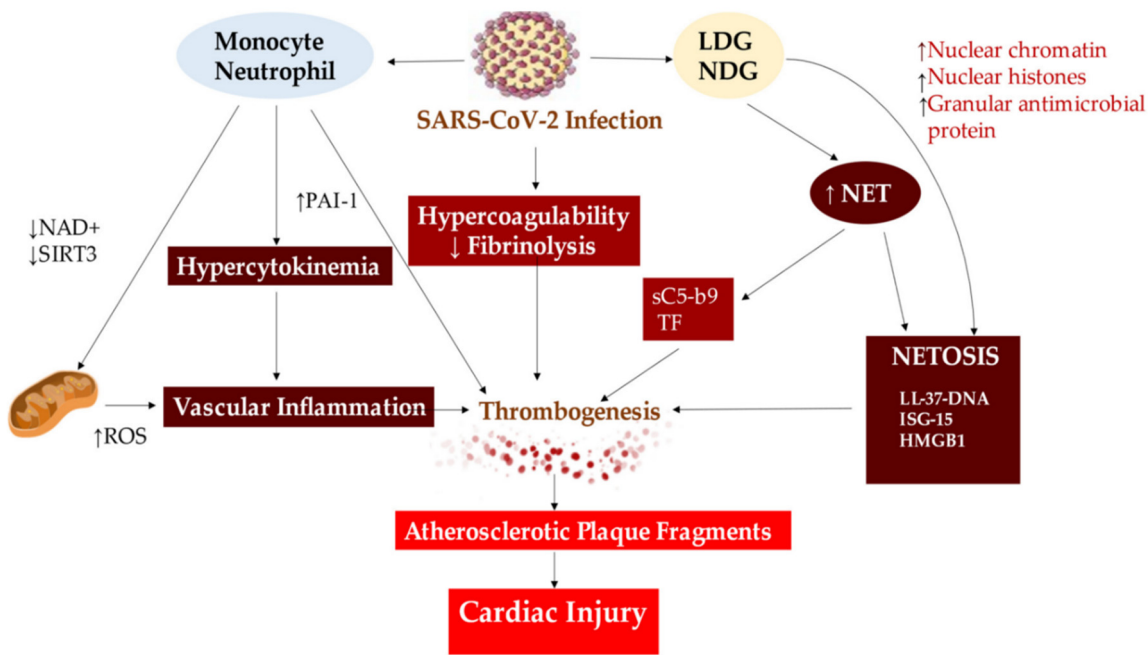 Monocyte
Neutrophil
SARS-CoV-2 Infection
LDG
NDG
↑Nuclear chromatin
↑Nuclear histones
↑Granular antimicrobial
protein
↓NAD+
↓SIRT3
↑PAI-1
Hypercytokinemia
Hypercoagulability
↓ Fibrinolysis
↑ NET
sC5-b9
TF
NETOSIS
LL-37-DNA
ISG-15
HMGB1
↑ROS
Vascular Inflammation
Thrombogenesis
Atherosclerotic Plaque Fragments
Cardiac Injury